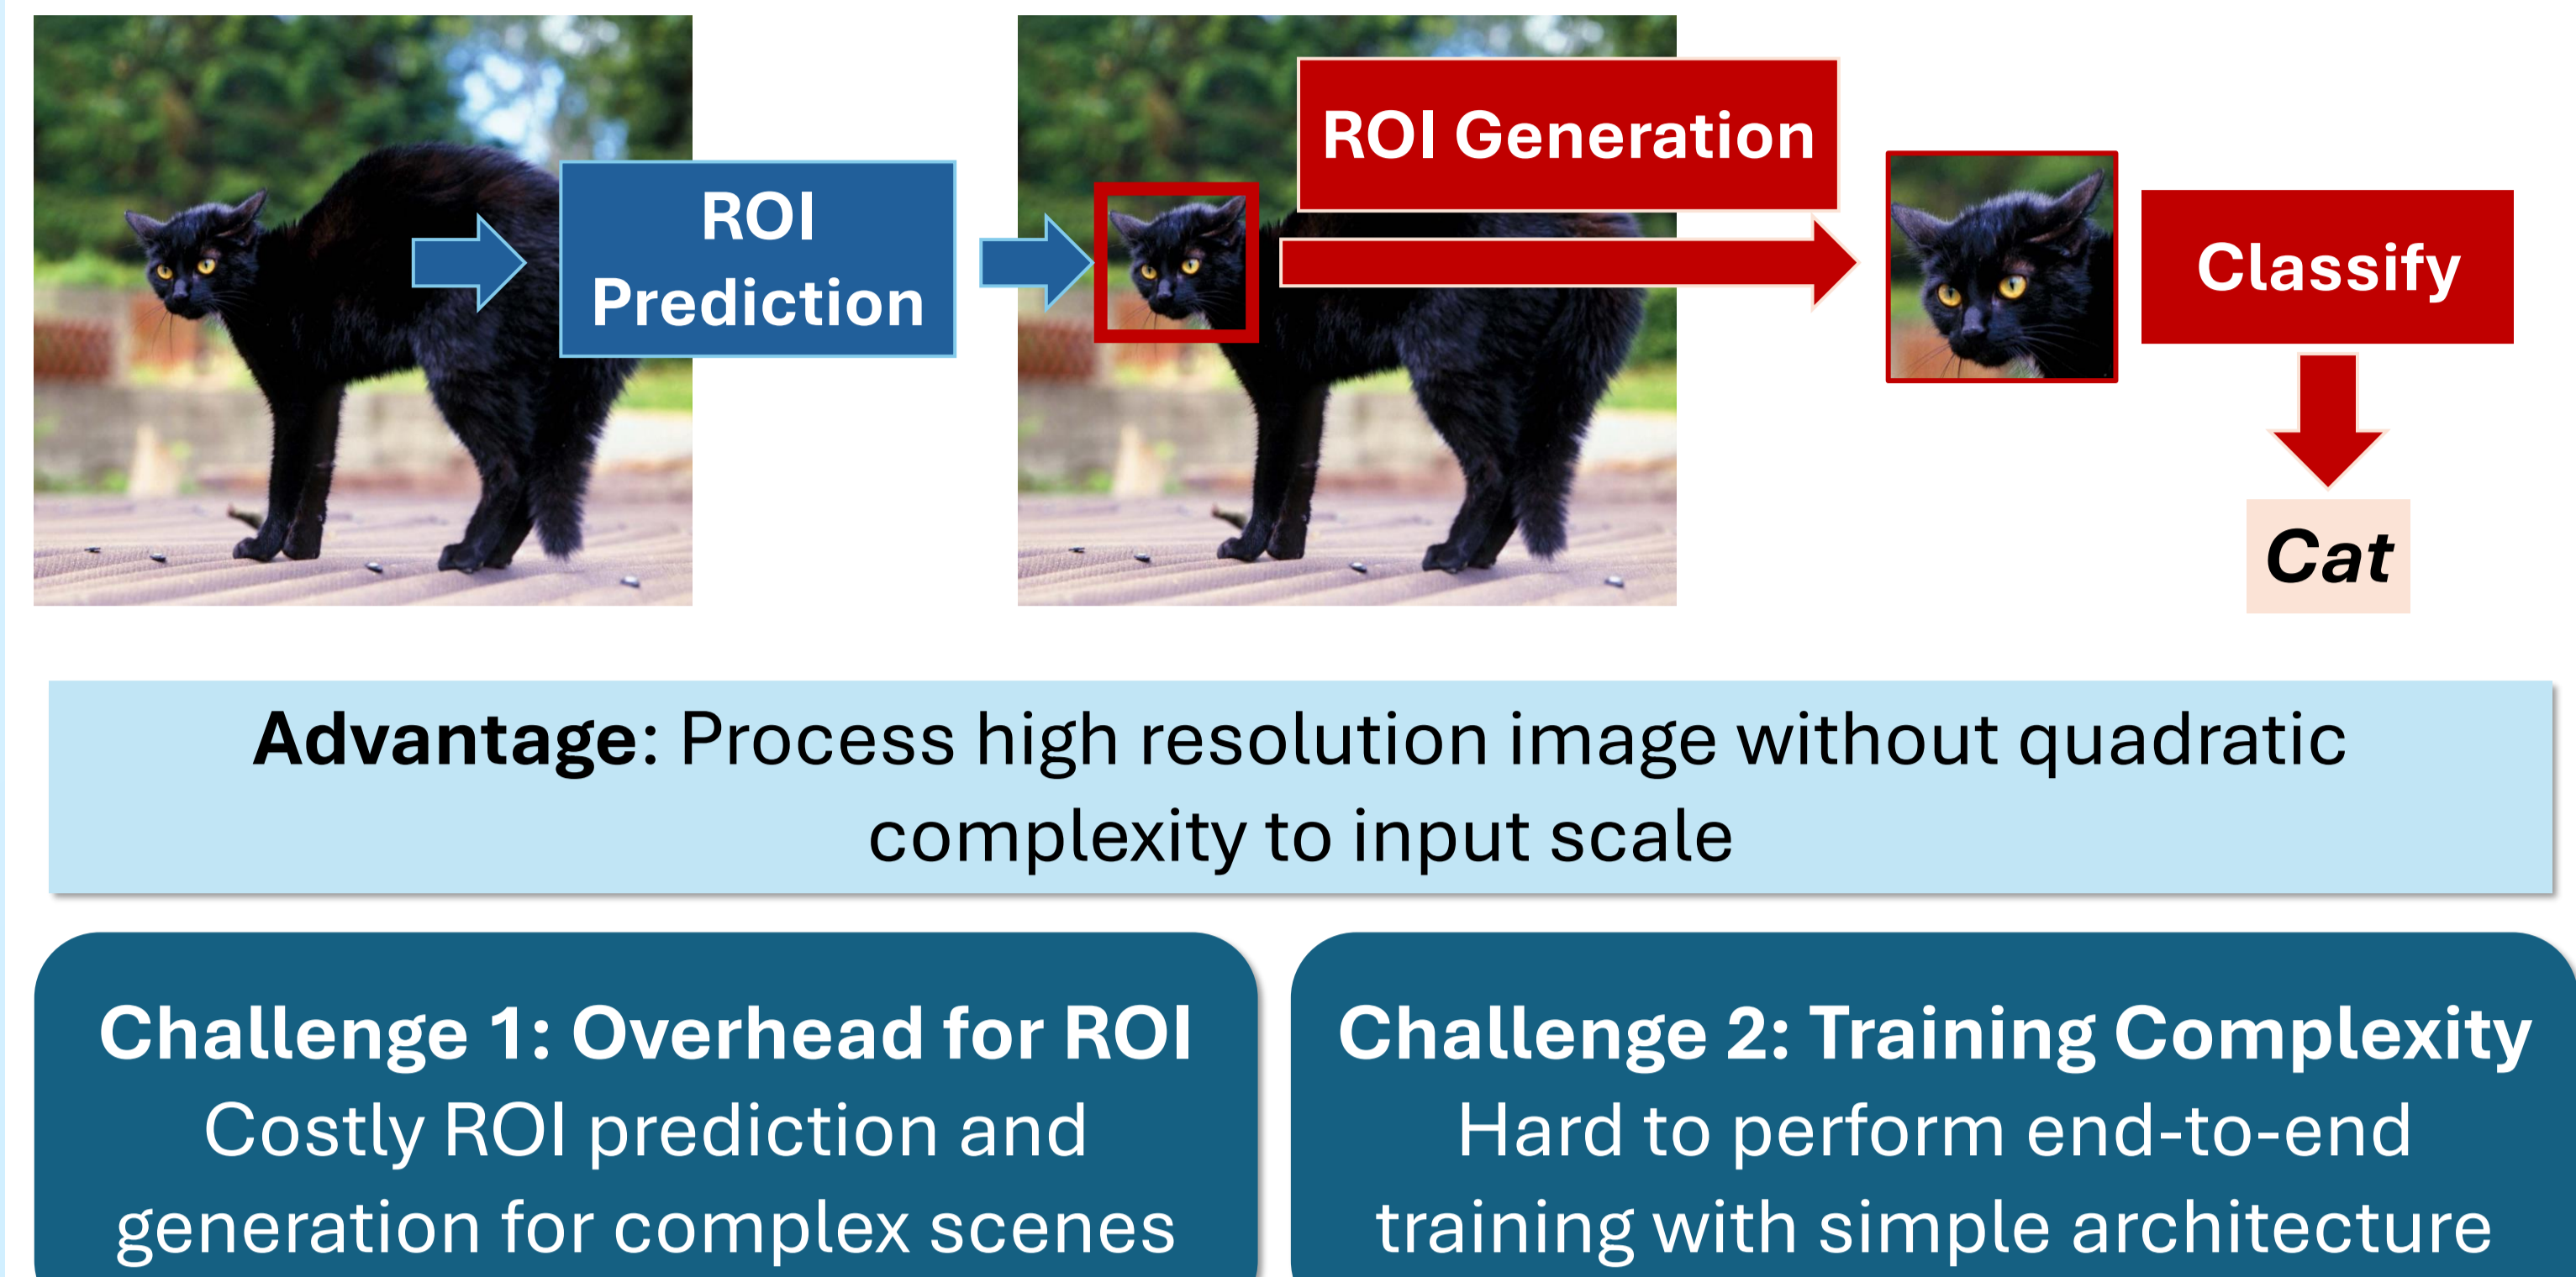 ROI
Prediction
ROI Generation
Classify
Cat
Advantage: Process high resolution image without quadratic
complexity to input scale
Challenge 1: Overhead for ROI
Costly ROI prediction and
generation for complex scenes
Challenge 2: Training Complexity
Hard to perform end-to-end
training with simple architecture